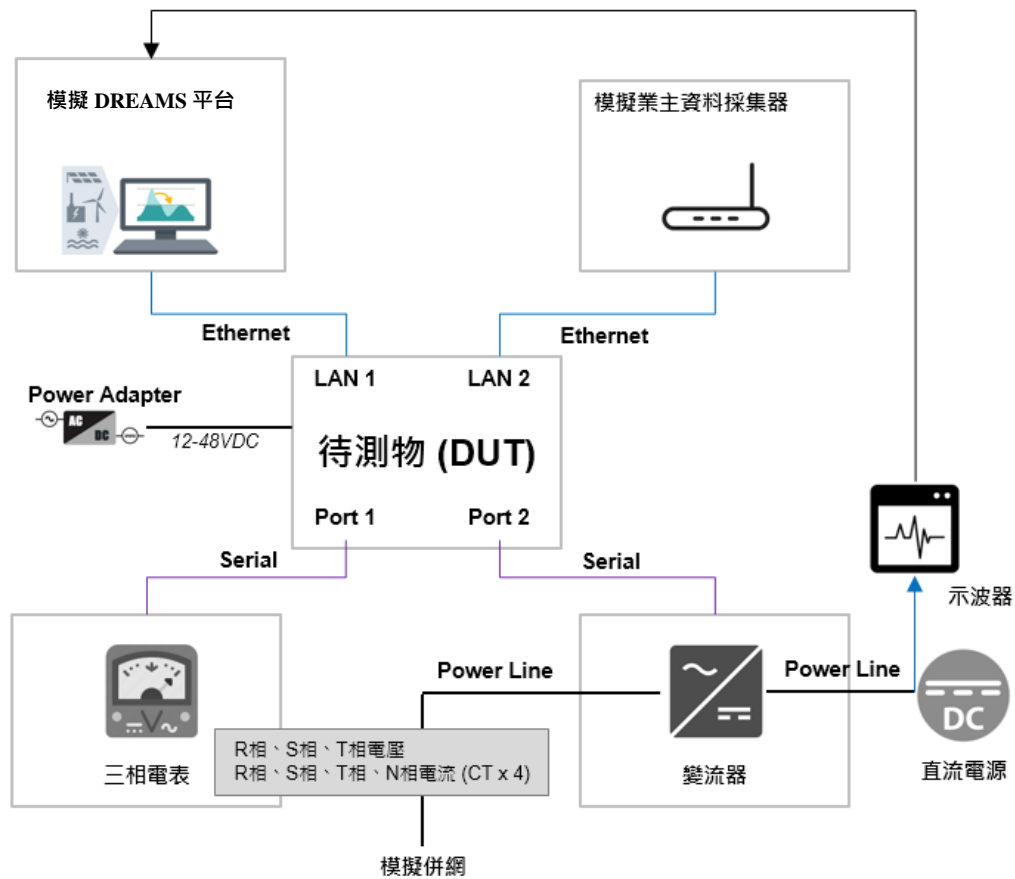 模擬 DREAMS 平台
模擬業主資料採集器
Ethernet
Ethernet
LAN 1
LAN 2
Power Adapter
AC
DC
12-48VDC
待測物 (DUT)
Port 1
Port 2
Serial
Serial
示波器
Power Line
Power Line
DC
V
R相、S相、T相電壓
R相、S相、T相、N相電流 (CT x 4)
三相電表
變流器
直流電源
模擬併網